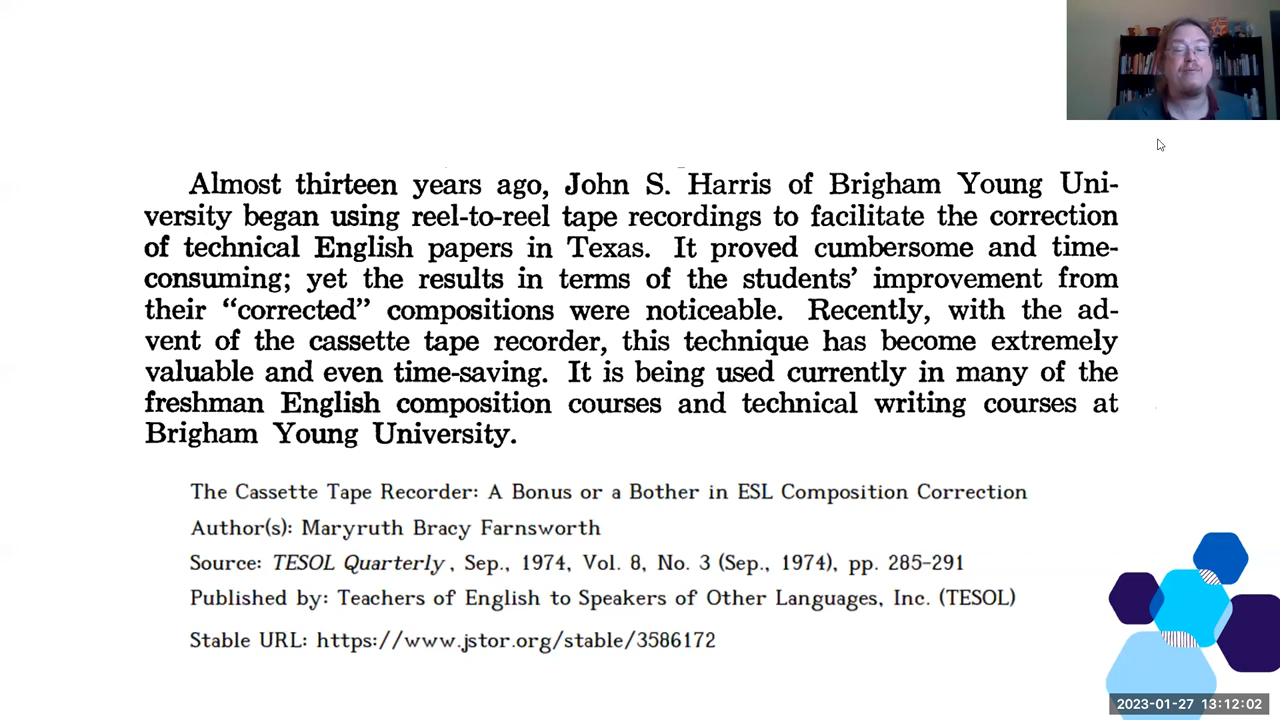 Almost thirteen years ago, John S. Harris of Brigham Young Uni-
versity began using reel-to-reel tape recordings to facilitate the correction
of technical English papers in Texas. It proved cumbersome and time-
consuming; yet the results in terms of the students' improvement from
their “corrected” compositions were noticeable. Recently, with the ad-
vent of the cassette tape recorder, this technique has become extremely
valuable and even time-saving. It is being used currently in many of the
freshman English composition courses and technical writing courses at
Brigham Young University.
The Cassette Tape Recorder: A Bonus or a Bother in ESL Composition Correction
Author(s): Maryruth Bracy Farnsworth
Source: TESOL Quarterly, Sep., 1974, Vol. 8, No. 3 (Sep., 1974), pp. 285-291
Published by: Teachers of English to Speakers of Other Languages, Inc. (TESOL)
Stable URL: https://www.jstor.org/stable/3586172
2023-01-27 13:12:02